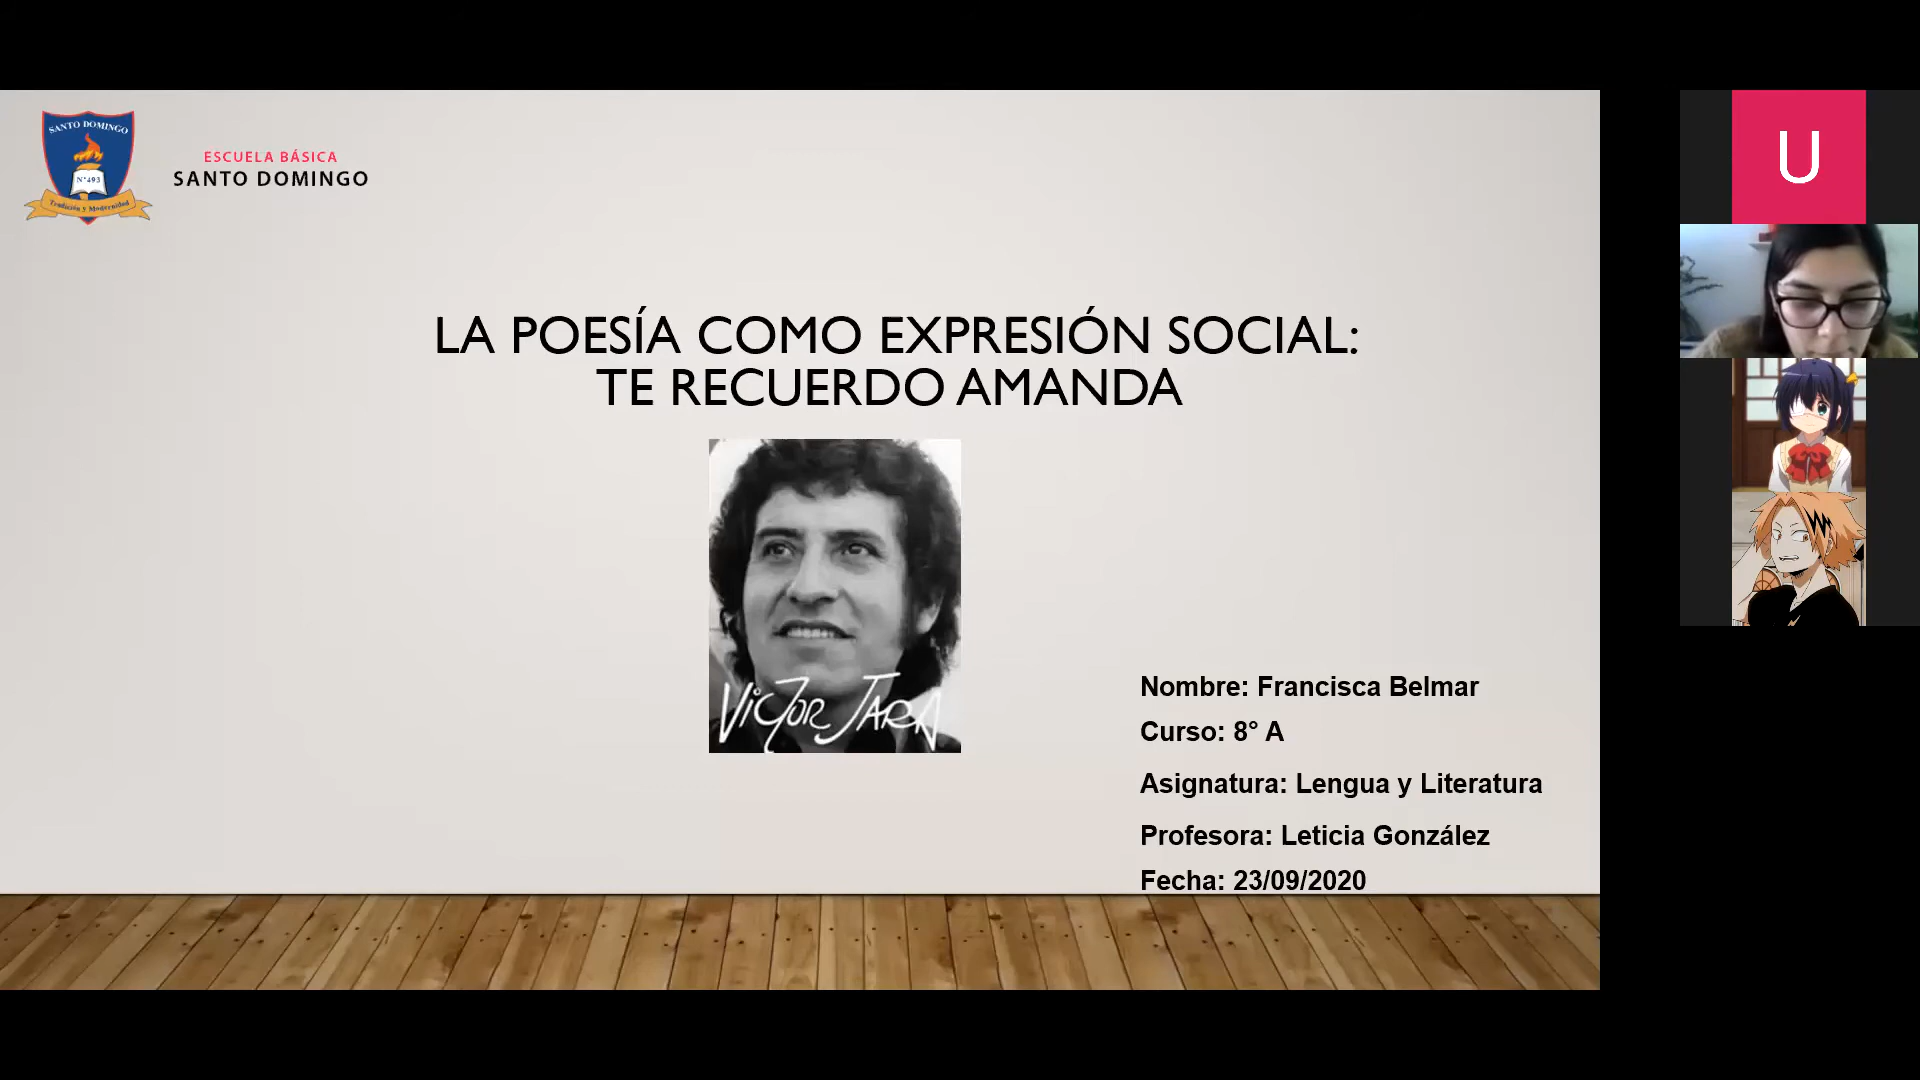 SANTO DOMINGO
N°493
Tradición y Modernidad
ESCUELA BÁSICA
SANTO DOMINGO
LA POESÍA COMO EXPRESIÓN SOCIAL:
TE RECUERDO AMANDA
VICTOR JARA
Nombre: Francisca Belmar
Curso: 8° A
Asignatura: Lengua y Literatura
Profesora: Leticia González
Fecha: 23/09/2020
U